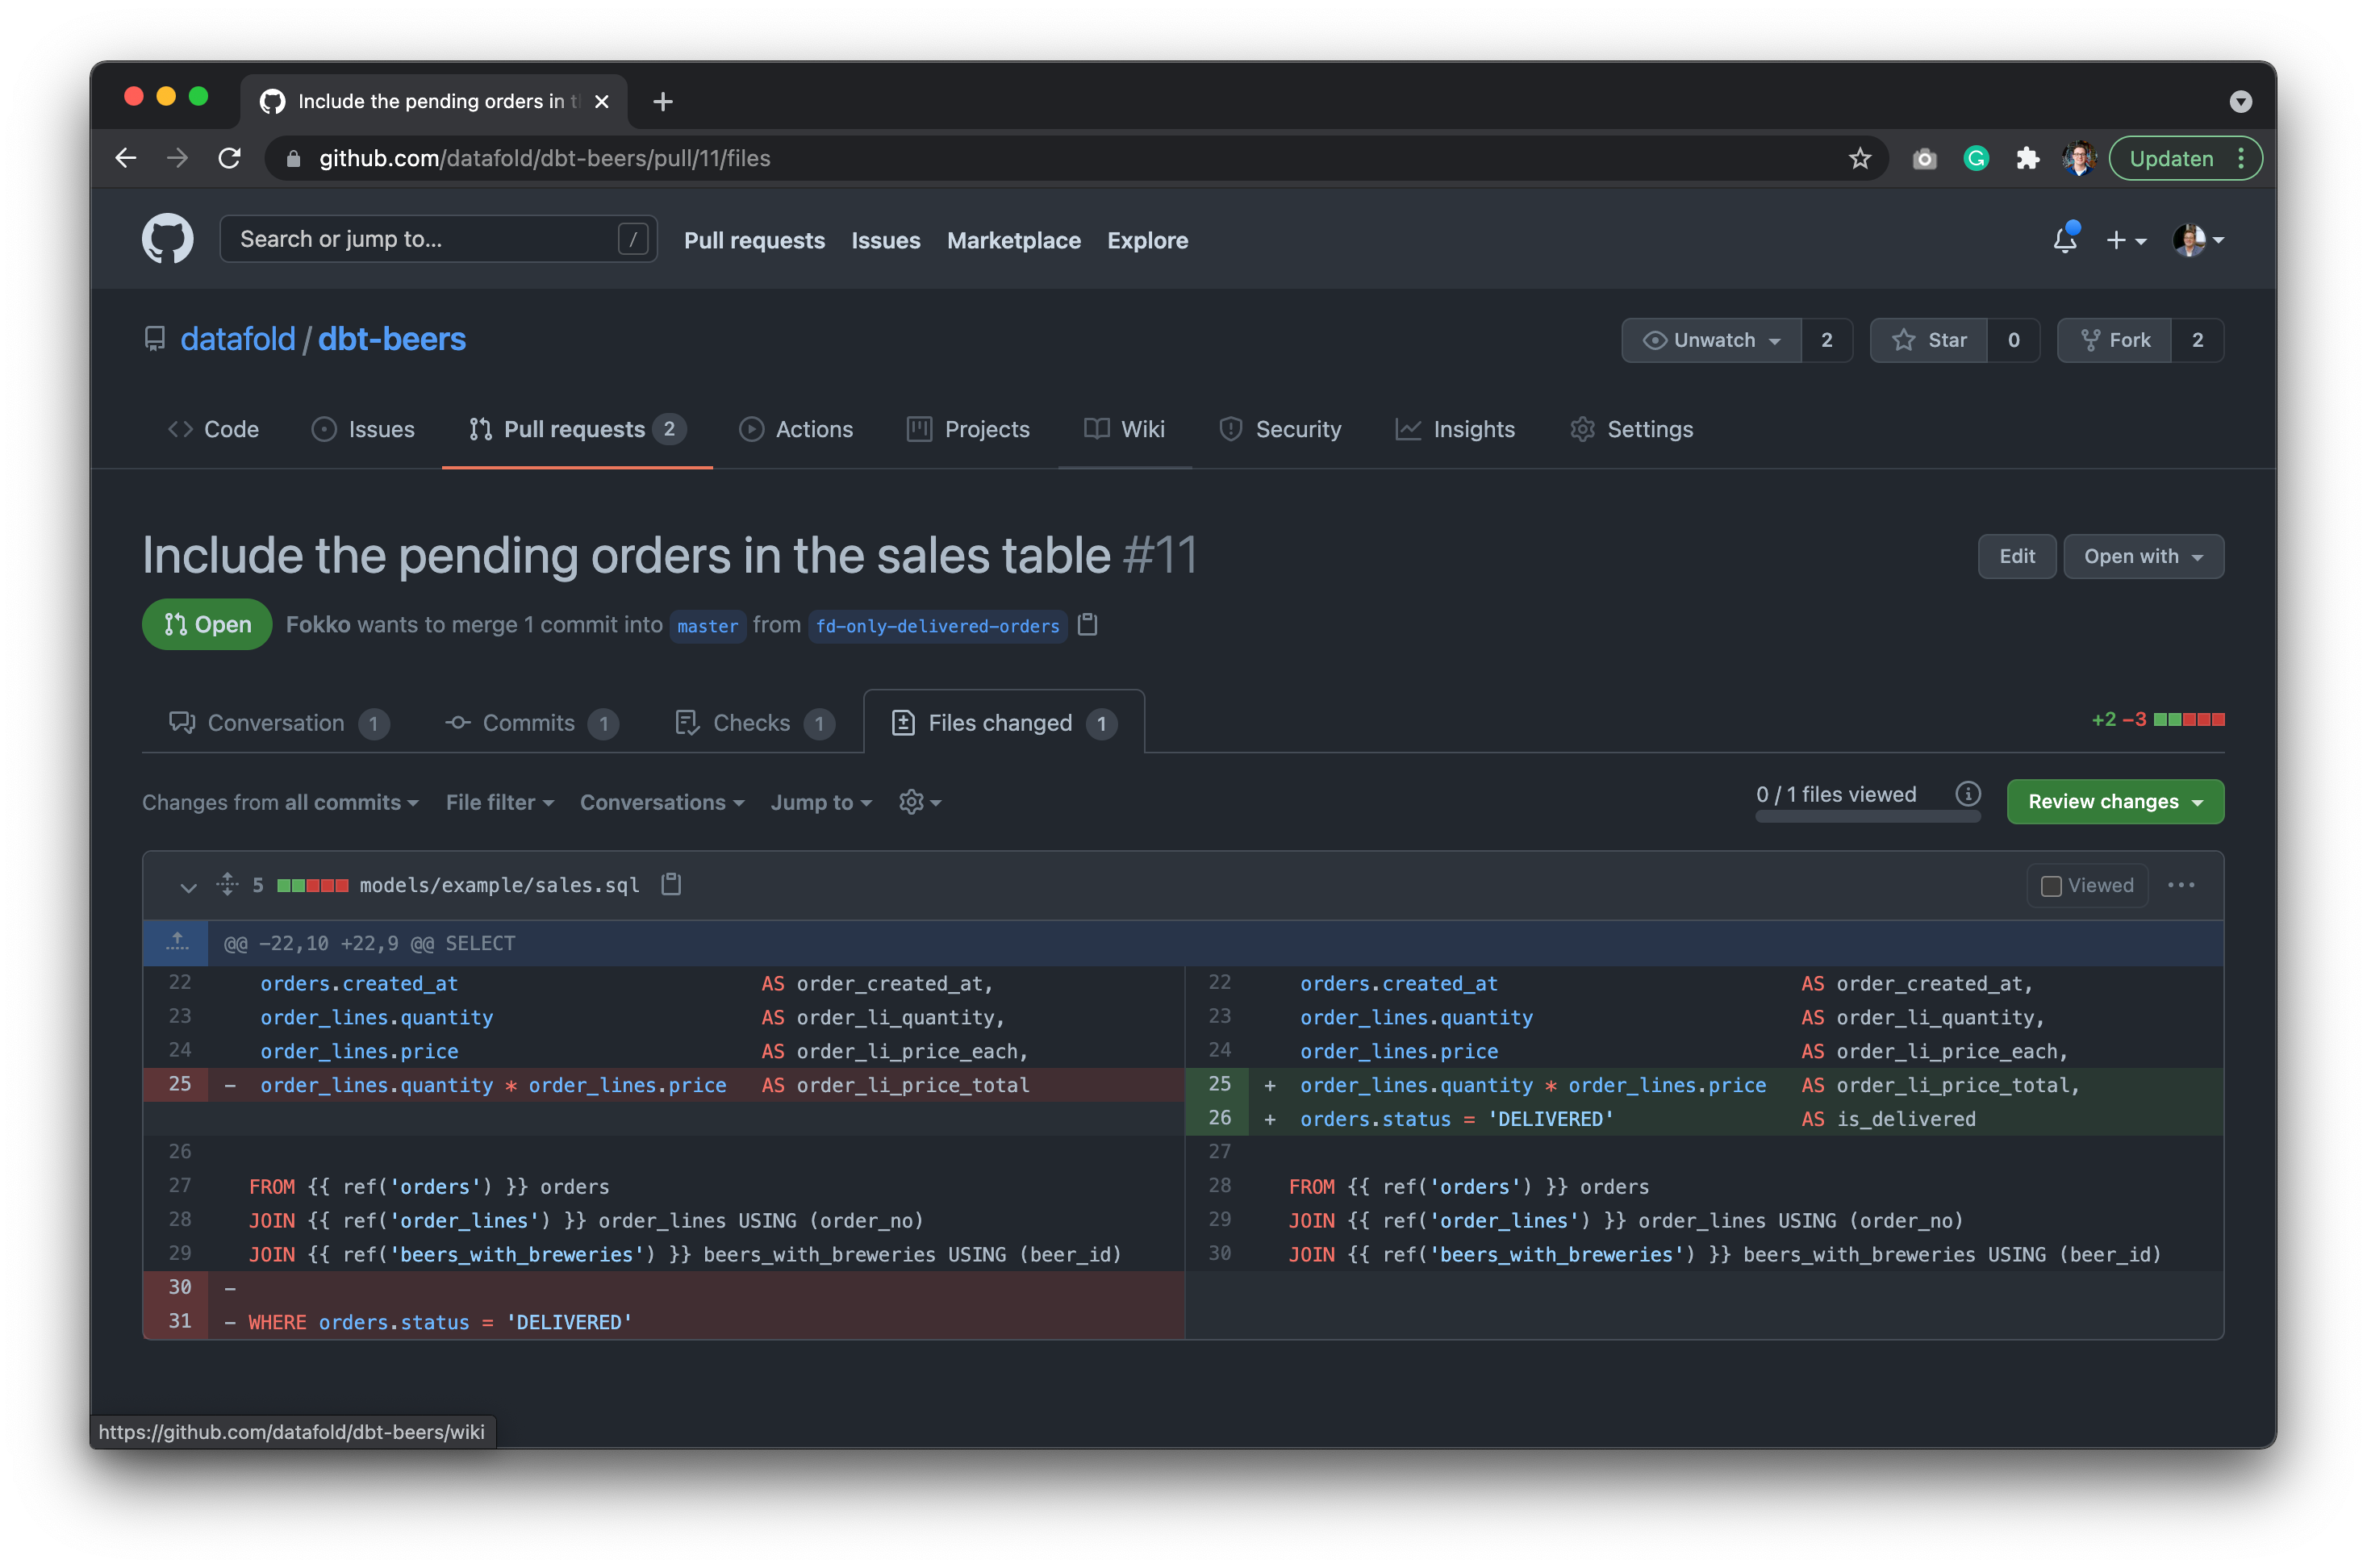 Include the pending orders in t
github.com/datafold/dbt-beers/pull/11/files
Updaten
Search or jump to...
/
Pull requests
Issues
Marketplace
Explore
datafold / dbt-beers
Unwatch 2
Star 0
Fork 2
Code
Issues
Pull requests 2
Actions
Projects
Wiki
Security
Insights
Settings
Include the pending orders in the sales table #11
Edit
Open with
Open
Fokko wants to merge 1 commit into master from fd-only-delivered-orders
Conversation 1
Commits 1
Checks 1
Files changed 1
+2 −3
Changes from all commits
File filter
Conversations
Jump to
0 / 1 files viewed
Review changes
5 models/example/sales.sql
Viewed
@@ -22,10 +22,9 @@ SELECT
22 orders.created_at AS order_created_at,
23 order_lines.quantity AS order_li_quantity,
24 order_lines.price AS order_li_price_each,
25 - order_lines.quantity * order_lines.price AS order_li_price_total
26
27 FROM {{ ref('orders') }} orders
28 JOIN {{ ref('order_lines') }} order_lines USING (order_no)
29 JOIN {{ ref('beers_with_breweries') }} beers_with_breweries USING (beer_id)
30 -
31 - WHERE orders.status = 'DELIVERED'
22 orders.created_at AS order_created_at,
23 order_lines.quantity AS order_li_quantity,
24 order_lines.price AS order_li_price_each,
25 + order_lines.quantity * order_lines.price AS order_li_price_total,
26 + orders.status = 'DELIVERED' AS is_delivered
27
28 FROM {{ ref('orders') }} orders
29 JOIN {{ ref('order_lines') }} order_lines USING (order_no)
30 JOIN {{ ref('beers_with_breweries') }} beers_with_breweries USING (beer_id)
https://github.com/datafold/dbt-beers/wiki